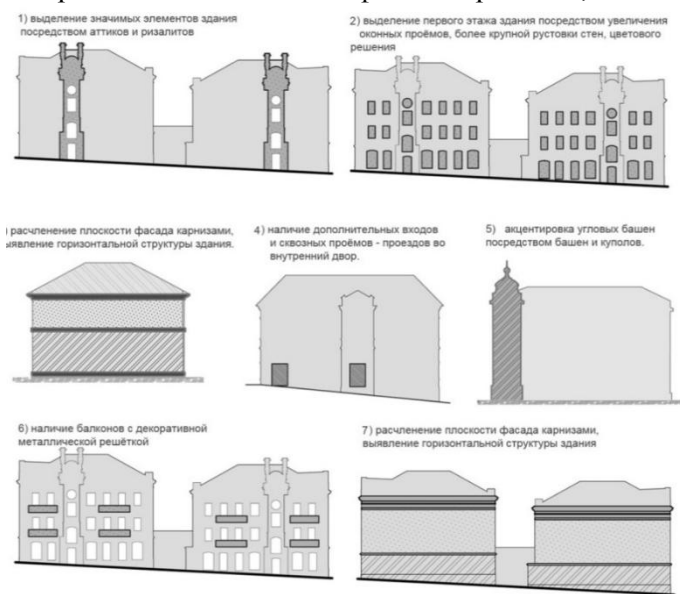 1) выделение значимых элементов здания
посредством аттиков и ризалитов
2) выделение первого этажа здания посредством увеличения
оконных проёмов, более крупной рустовки стен, цветового
решения
) расчленение плоскости фасада карнизами,
выявление горизонтальной структуры здания.
4) наличие дополнительных входов
и сквозных проёмов - проездов во
внутренний двор.
5) акцентировка угловых башен
посредством башен и куполов.
6) наличие балконов с декоративной
металлической решёткой
7) расчленение плоскости фасада карнизами,
выявление горизонтальной структуры здания